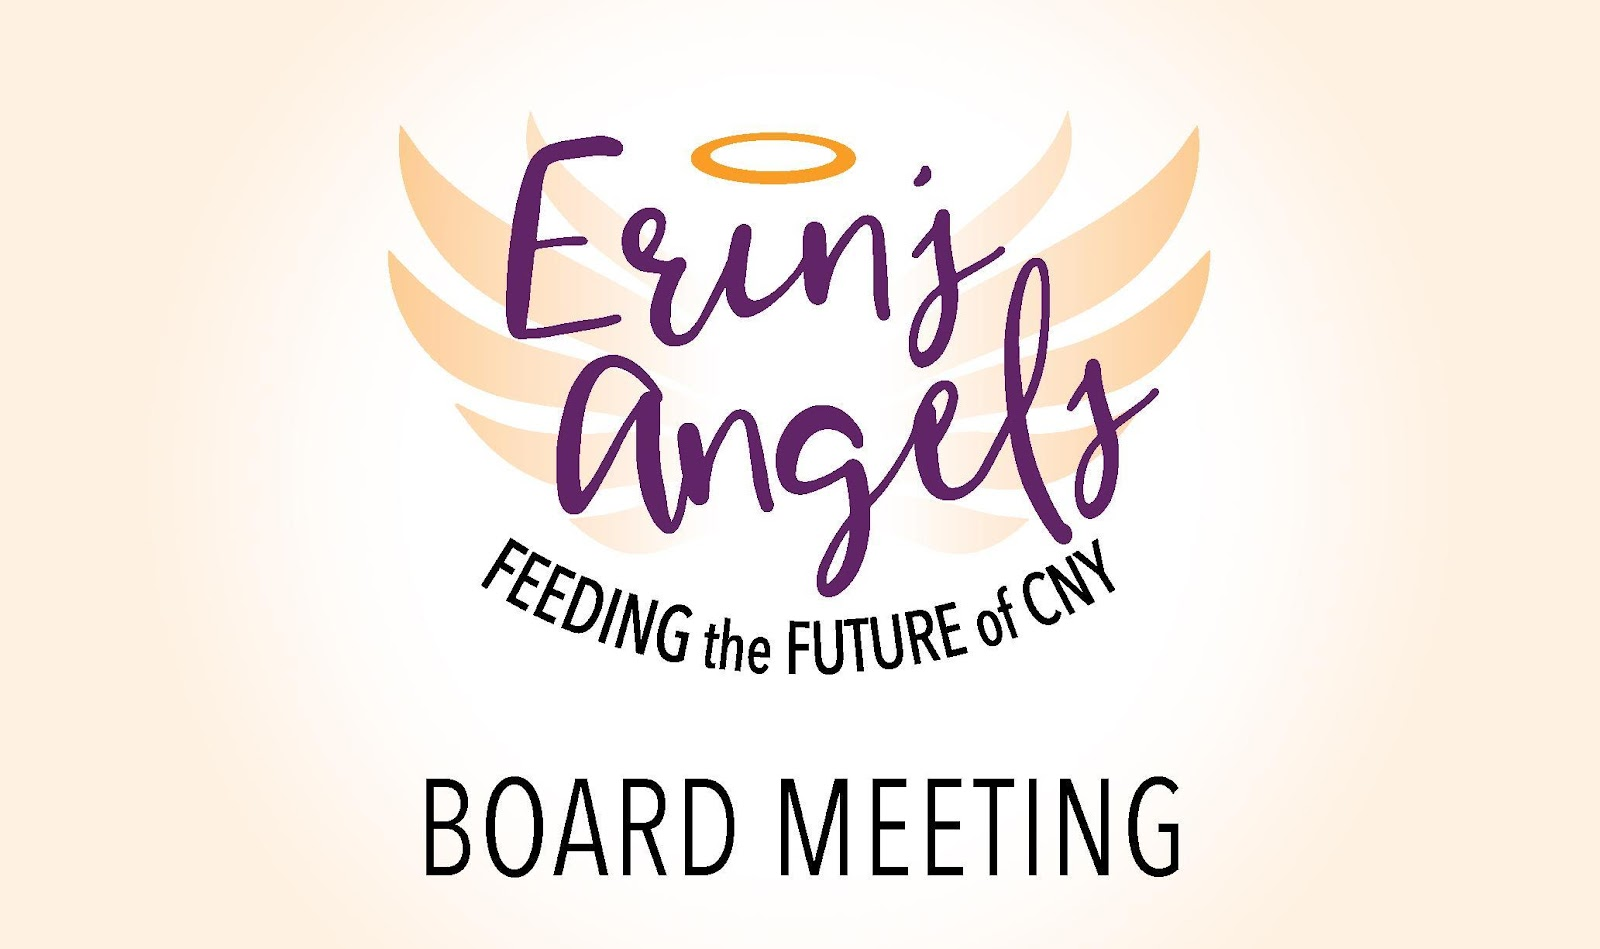 Erin's
Angels
FEEDING the FUTURE of CNY
BOARD MEETING